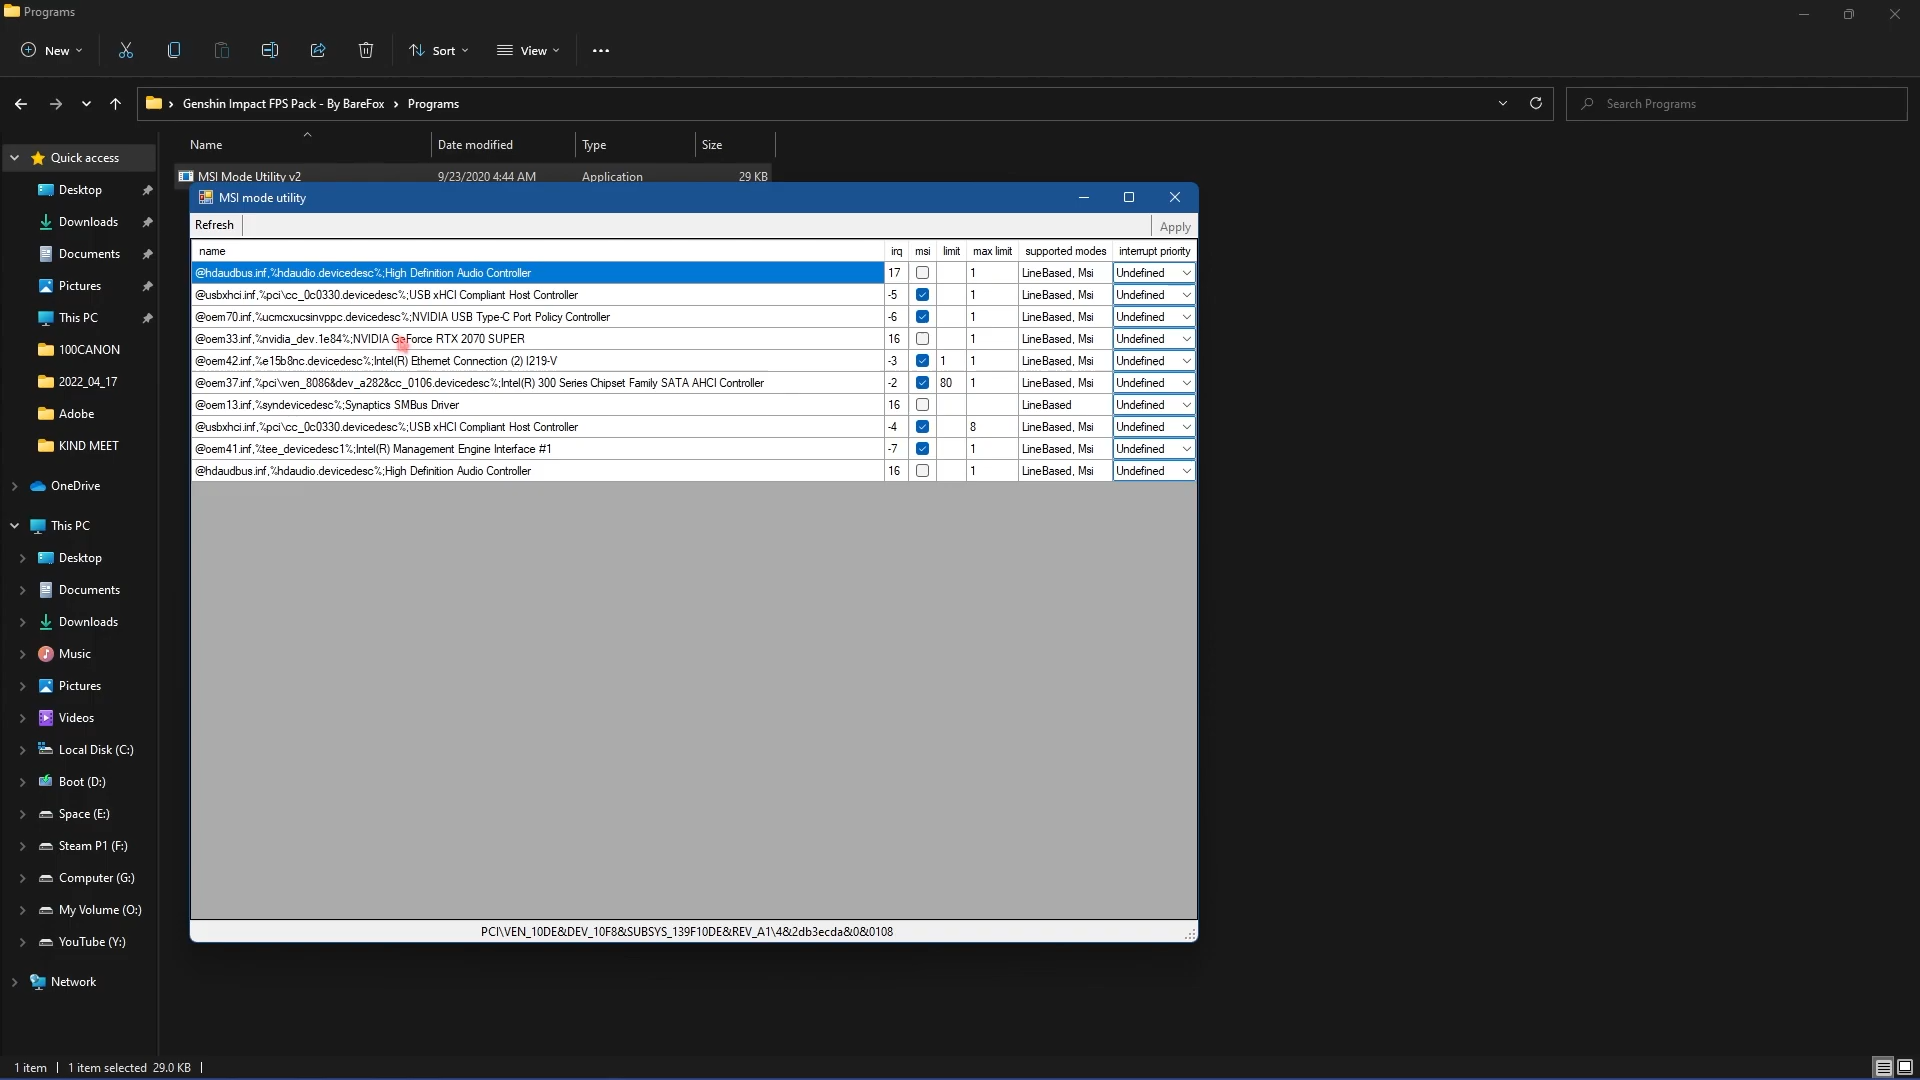 Programs
New
Sort
View
Genshin Impact FPS Pack - By BareFox › Programs
Search Programs
Name
Date modified
Type
Size
MSI Mode Utility v2
9/23/2020 4:44 AM
Application
29 KB
Quick access
Desktop
Downloads
Documents
Pictures
This PC
100CANON
2022_04_17
Adobe
KIND MEET
OneDrive
This PC
Desktop
Documents
Downloads
Music
Pictures
Videos
Local Disk (C:)
Boot (D:)
Space (E:)
Steam P1 (F:)
Computer (G:)
My Volume (O:)
YouTube (Y:)
Network
MSI mode utility
Refresh
Apply
name irq msi limit max limit supported modes interrupt priority
@hdaudbus.inf,%hdaudio.devicedesc%;High Definition Audio Controller 17 1 LineBased, Msi Undefined
@usbxhci.inf,%pci\cc_0c0330.devicedesc%;USB xHCI Compliant Host Controller -5 1 LineBased, Msi Undefined
@oem70.inf,%ucmcxucsinvppc.devicedesc%;NVIDIA USB Type-C Port Policy Controller -6 1 LineBased, Msi Undefined
@oem33.inf,%nvidia_dev.1e84%;NVIDIA GeForce RTX 2070 SUPER 16 1 LineBased, Msi Undefined
@oem42.inf,%e15b8nc.devicedesc%;Intel(R) Ethernet Connection (2) I219-V -3 1 1 LineBased, Msi Undefined
@oem37.inf,%pci\ven_8086&dev_a282&cc_0106.devicedesc%;Intel(R) 300 Series Chipset Family SATA AHCI Controller -2 80 1 LineBased, Msi Undefined
@oem13.inf,%syndevicedesc%;Synaptics SMBus Driver 16 LineBased Undefined
@usbxhci.inf,%pci\cc_0c0330.devicedesc%;USB xHCI Compliant Host Controller -4 8 LineBased, Msi Undefined
@oem41.inf,%tee_devicedesc1%;Intel(R) Management Engine Interface #1 -7 1 LineBased, Msi Undefined
@hdaudbus.inf,%hdaudio.devicedesc%;High Definition Audio Controller 16 1 LineBased, Msi Undefined
PCI\VEN_10DE&DEV_10F8&SUBSYS_139F10DE&REV_A1\4&2db3ecda&0&0108
1 item | 1 item selected 29.0 KB |